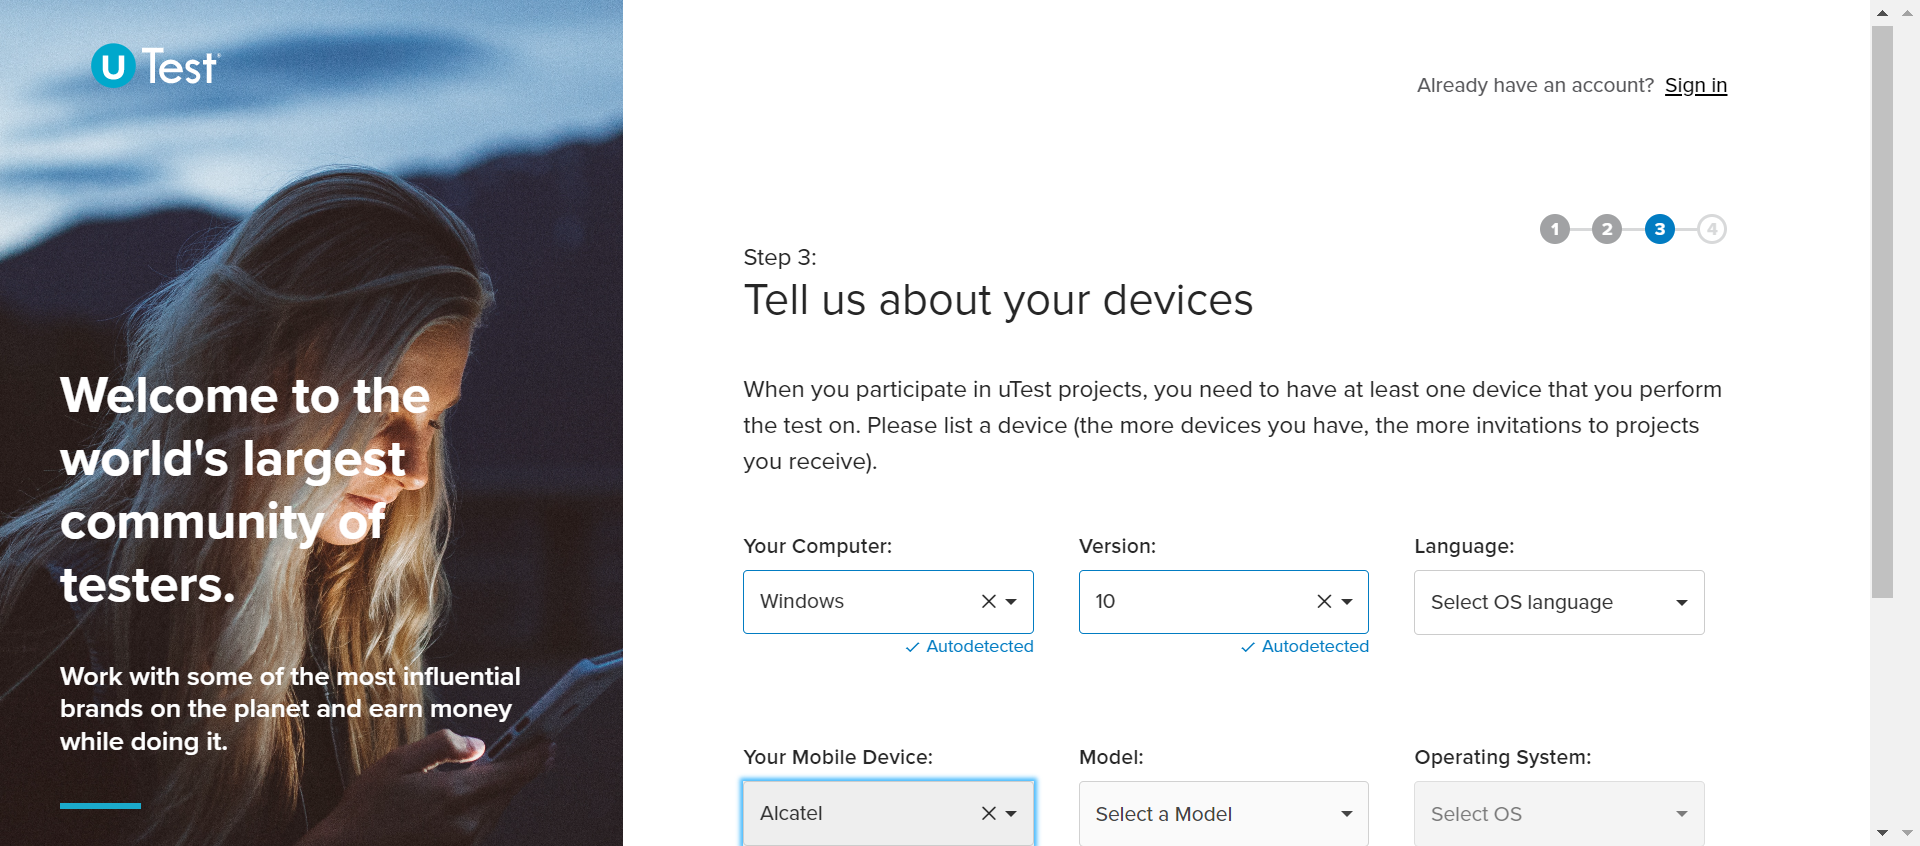 u Test
Welcome to the
world's largest
community of
testers.
Work with some of the most influential
brands on the planet and earn money
while doing it.
Already have an account? Sign in
1 2 3 4
Step 3:
Tell us about your devices
When you participate in uTest projects, you need to have at least one device that you perform
the test on. Please list a device (the more devices you have, the more invitations to projects
you receive).
Your Computer: Version: Language:
Windows 10 Select OS language
Autodetected Autodetected
Your Mobile Device: Model: Operating System:
Alcatel Select a Model Select OS